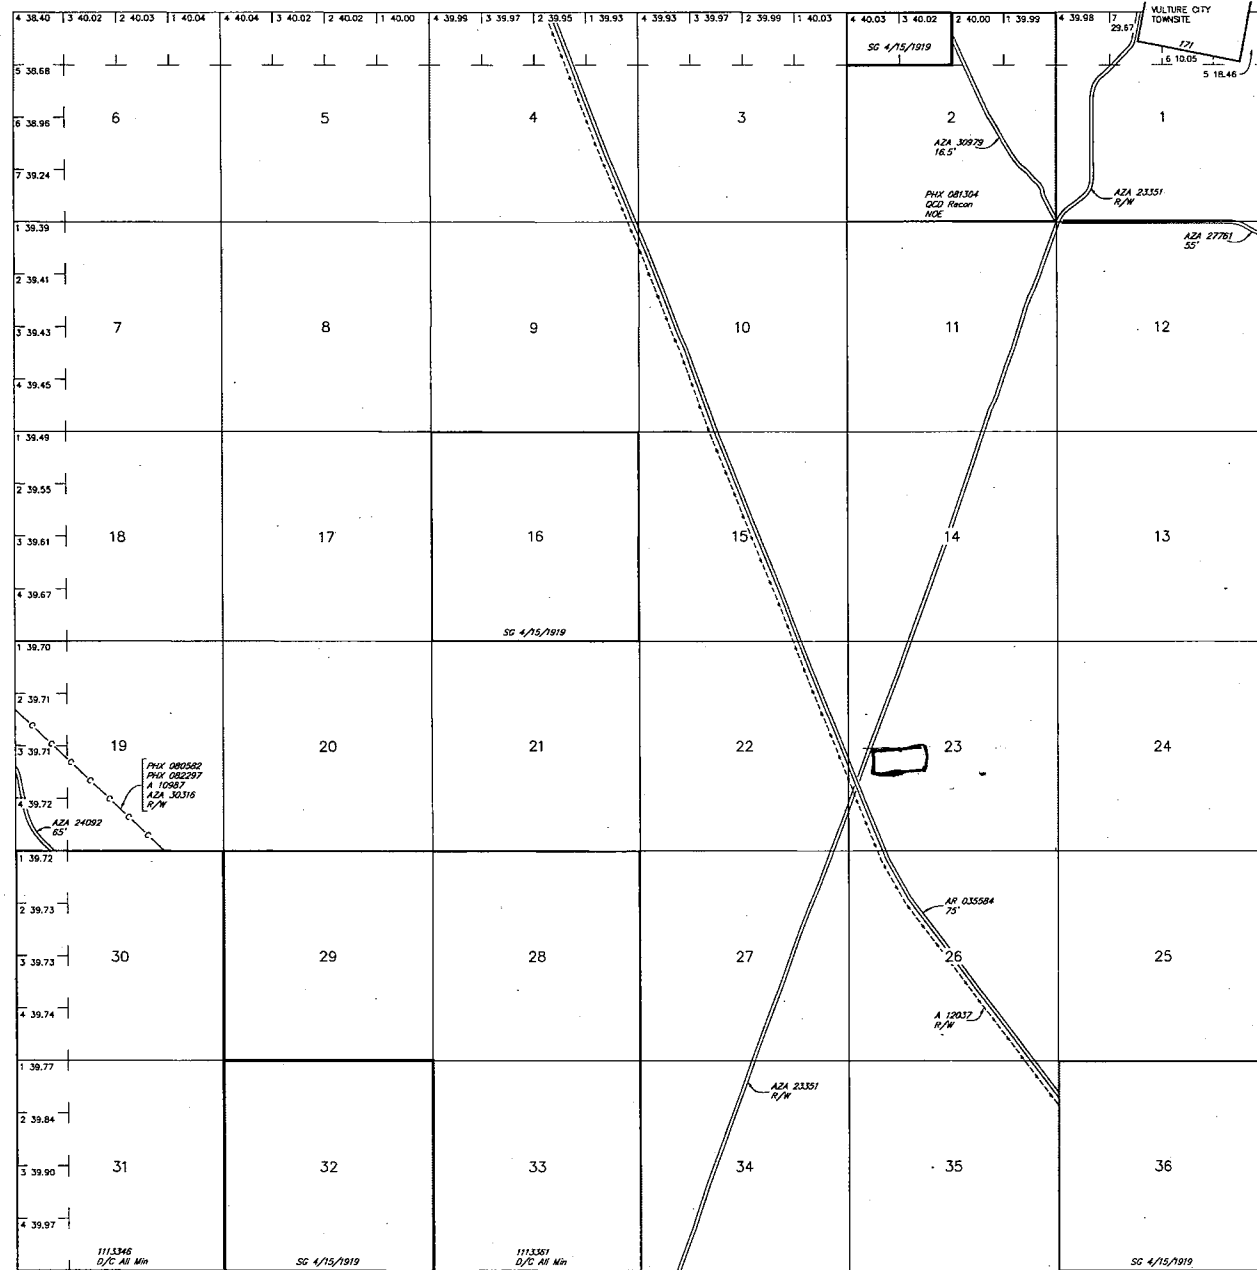 4 38.40 3 40.02 2 40.03 1 40.04 4 40.04 3 40.02 2 40.01 1 40.00 4 39.99 3 39.97 2 39.95 1 39.93 4 39.93 3 39.97 2 39.99 1 40.03 4 40.03 3 40.02 2 40.00 1 39.99 4 39.98 7
29.67
VULTURE CITY
TOWNSITE
171
6 10.05
5 18.46
SG 4/15/1919
5 38.68
6 38.96
7 39.24
6 5 4 3 2 1
AZA 30979
16.5'
PHX 081304
QCD Recon
NOE
AZA 23351
R/W
AZA 27761
55'
1 39.39
2 39.41
3 39.43
4 39.45
7 8 9 10 11 12
1 39.49
2 39.55
3 39.61
4 39.67
18 17 16 15 14 13
SG 4/15/1919
1 39.70
2 39.71
3 39.71
4 39.72
19 20 21 22 23 24
C C C C C C C
PHX 080582
PHX 082297
A 10987
AZA 30316
R/W
AZA 24092
65'
1 39.72
2 39.73
3 39.73
4 39.74
30 29 28 27 26 25
AR 035584
75'
A 12037
R/W
1 39.77
2 39.84
3 39.90
4 39.97
AZA 23351
R/W
31 32 33 34 35 36
1113346
D/C All Min
SG 4/15/1919
1113361
D/C All Min
SG 4/15/1919